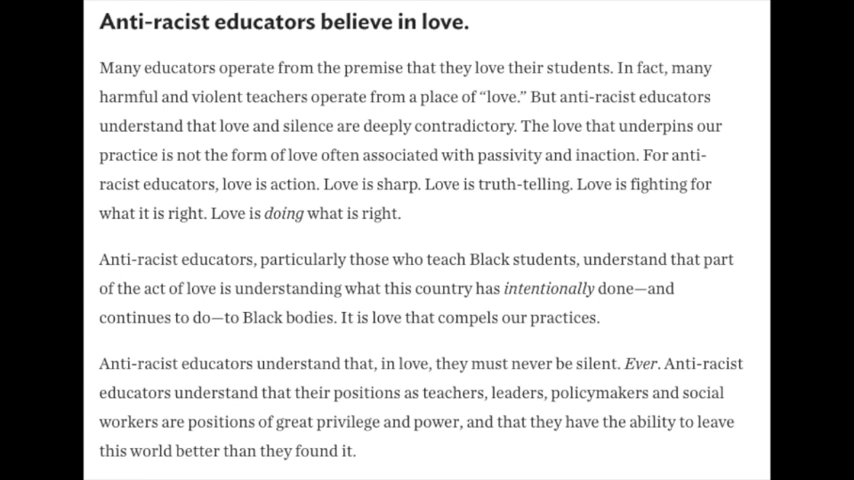 Anti-racist educators believe in love.
Many educators operate from the premise that they love their students. In fact, many
harmful and violent teachers operate from a place of “love.” But anti-racist educators
understand that love and silence are deeply contradictory. The love that underpins our
practice is not the form of love often associated with passivity and inaction. For anti-
racist educators, love is action. Love is sharp. Love is truth-telling. Love is fighting for
what it is right. Love is doing what is right.
Anti-racist educators, particularly those who teach Black students, understand that part
of the act of love is understanding what this country has intentionally done—and
continues to do—to Black bodies. It is love that compels our practices.
Anti-racist educators understand that, in love, they must never be silent. Ever. Anti-racist
educators understand that their positions as teachers, leaders, policymakers and social
workers are positions of great privilege and power, and that they have the ability to leave
this world better than they found it.